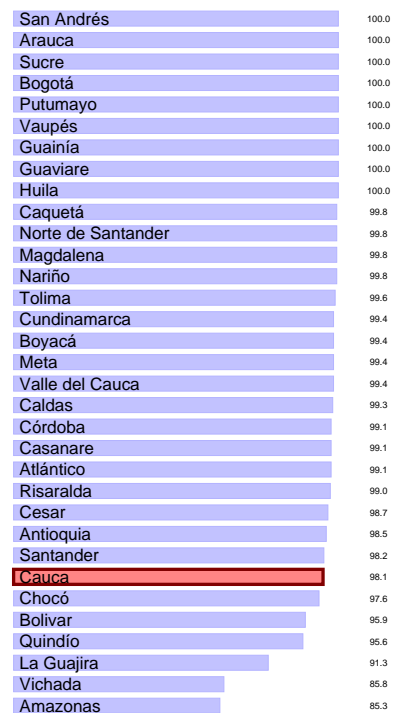 San Andrés 100.0
Arauca 100.0
Sucre 100.0
Bogotá 100.0
Putumayo 100.0
Vaupés 100.0
Guainía 100.0
Guaviare 100.0
Huila 100.0
Caquetá 99.8
Norte de Santander 99.8
Magdalena 99.8
Nariño 99.8
Tolima 99.6
Cundinamarca 99.4
Boyacá 99.4
Meta 99.4
Valle del Cauca 99.4
Caldas 99.3
Córdoba 99.1
Casanare 99.1
Atlántico 99.1
Risaralda 99.0
Cesar 98.7
Antioquia 98.5
Santander 98.2
Cauca 98.1
Chocó 97.6
Bolivar 95.9
Quindío 95.6
La Guajira 91.3
Vichada 85.8
Amazonas 85.3